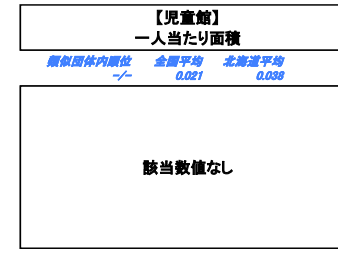 【児童館】
一人当たり面積
類似団体内順位 全国平均 北海道平均
-/- 0.021 0.038
該当数値なし